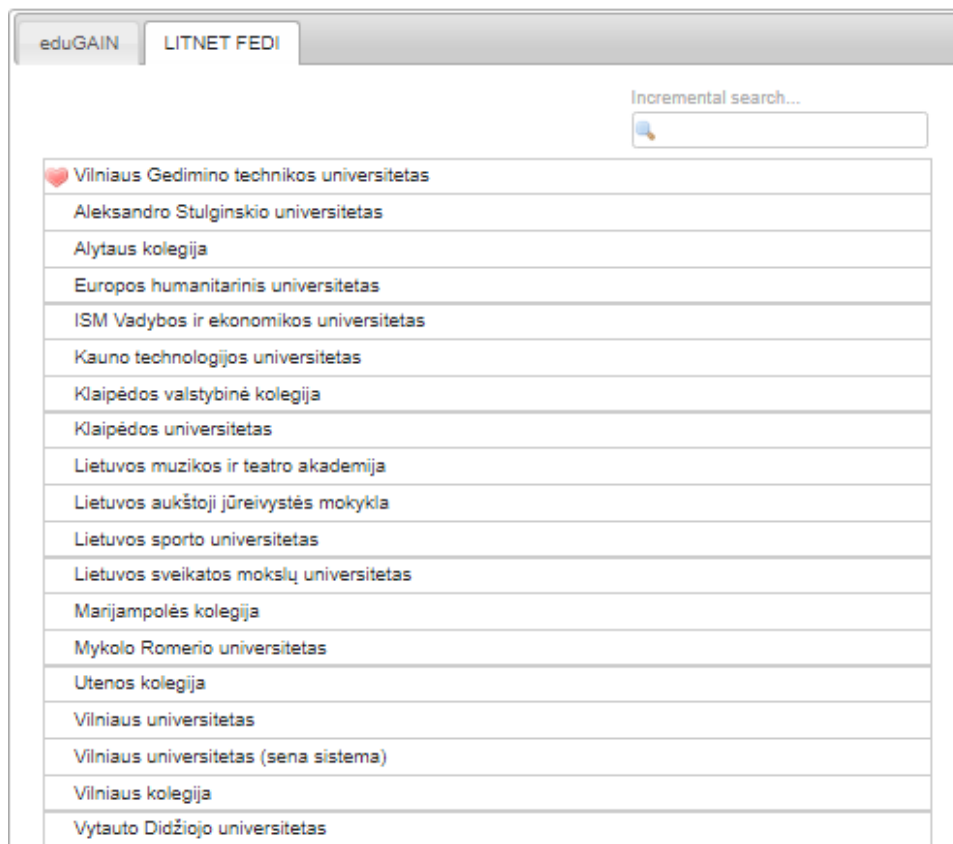 eduGAIN LITNET FEDI
Incremental search...
Vilniaus Gedimino technikos universitetas
Aleksandro Stulginskio universitetas
Alytaus kolegija
Europos humanitarinis universitetas
ISM Vadybos ir ekonomikos universitetas
Kauno technologijos universitetas
Klaipėdos valstybinė kolegija
Klaipėdos universitetas
Lietuvos muzikos ir teatro akademija
Lietuvos aukštoji jūreivystės mokykla
Lietuvos sporto universitetas
Lietuvos sveikatos mokslų universitetas
Marijampolės kolegija
Mykolo Romerio universitetas
Utenos kolegija
Vilniaus universitetas
Vilniaus universitetas (sena sistema)
Vilniaus kolegija
Vytauto Didžiojo universitetas